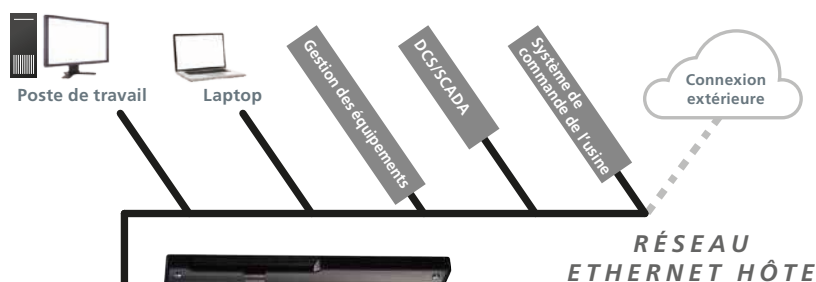 Poste de travail
Laptop
Gestion des équipements
DCS/SCADA
Système de
commande de l'usine
Connexion
extérieure
RÉSEAU
ETHERNET HÔTE